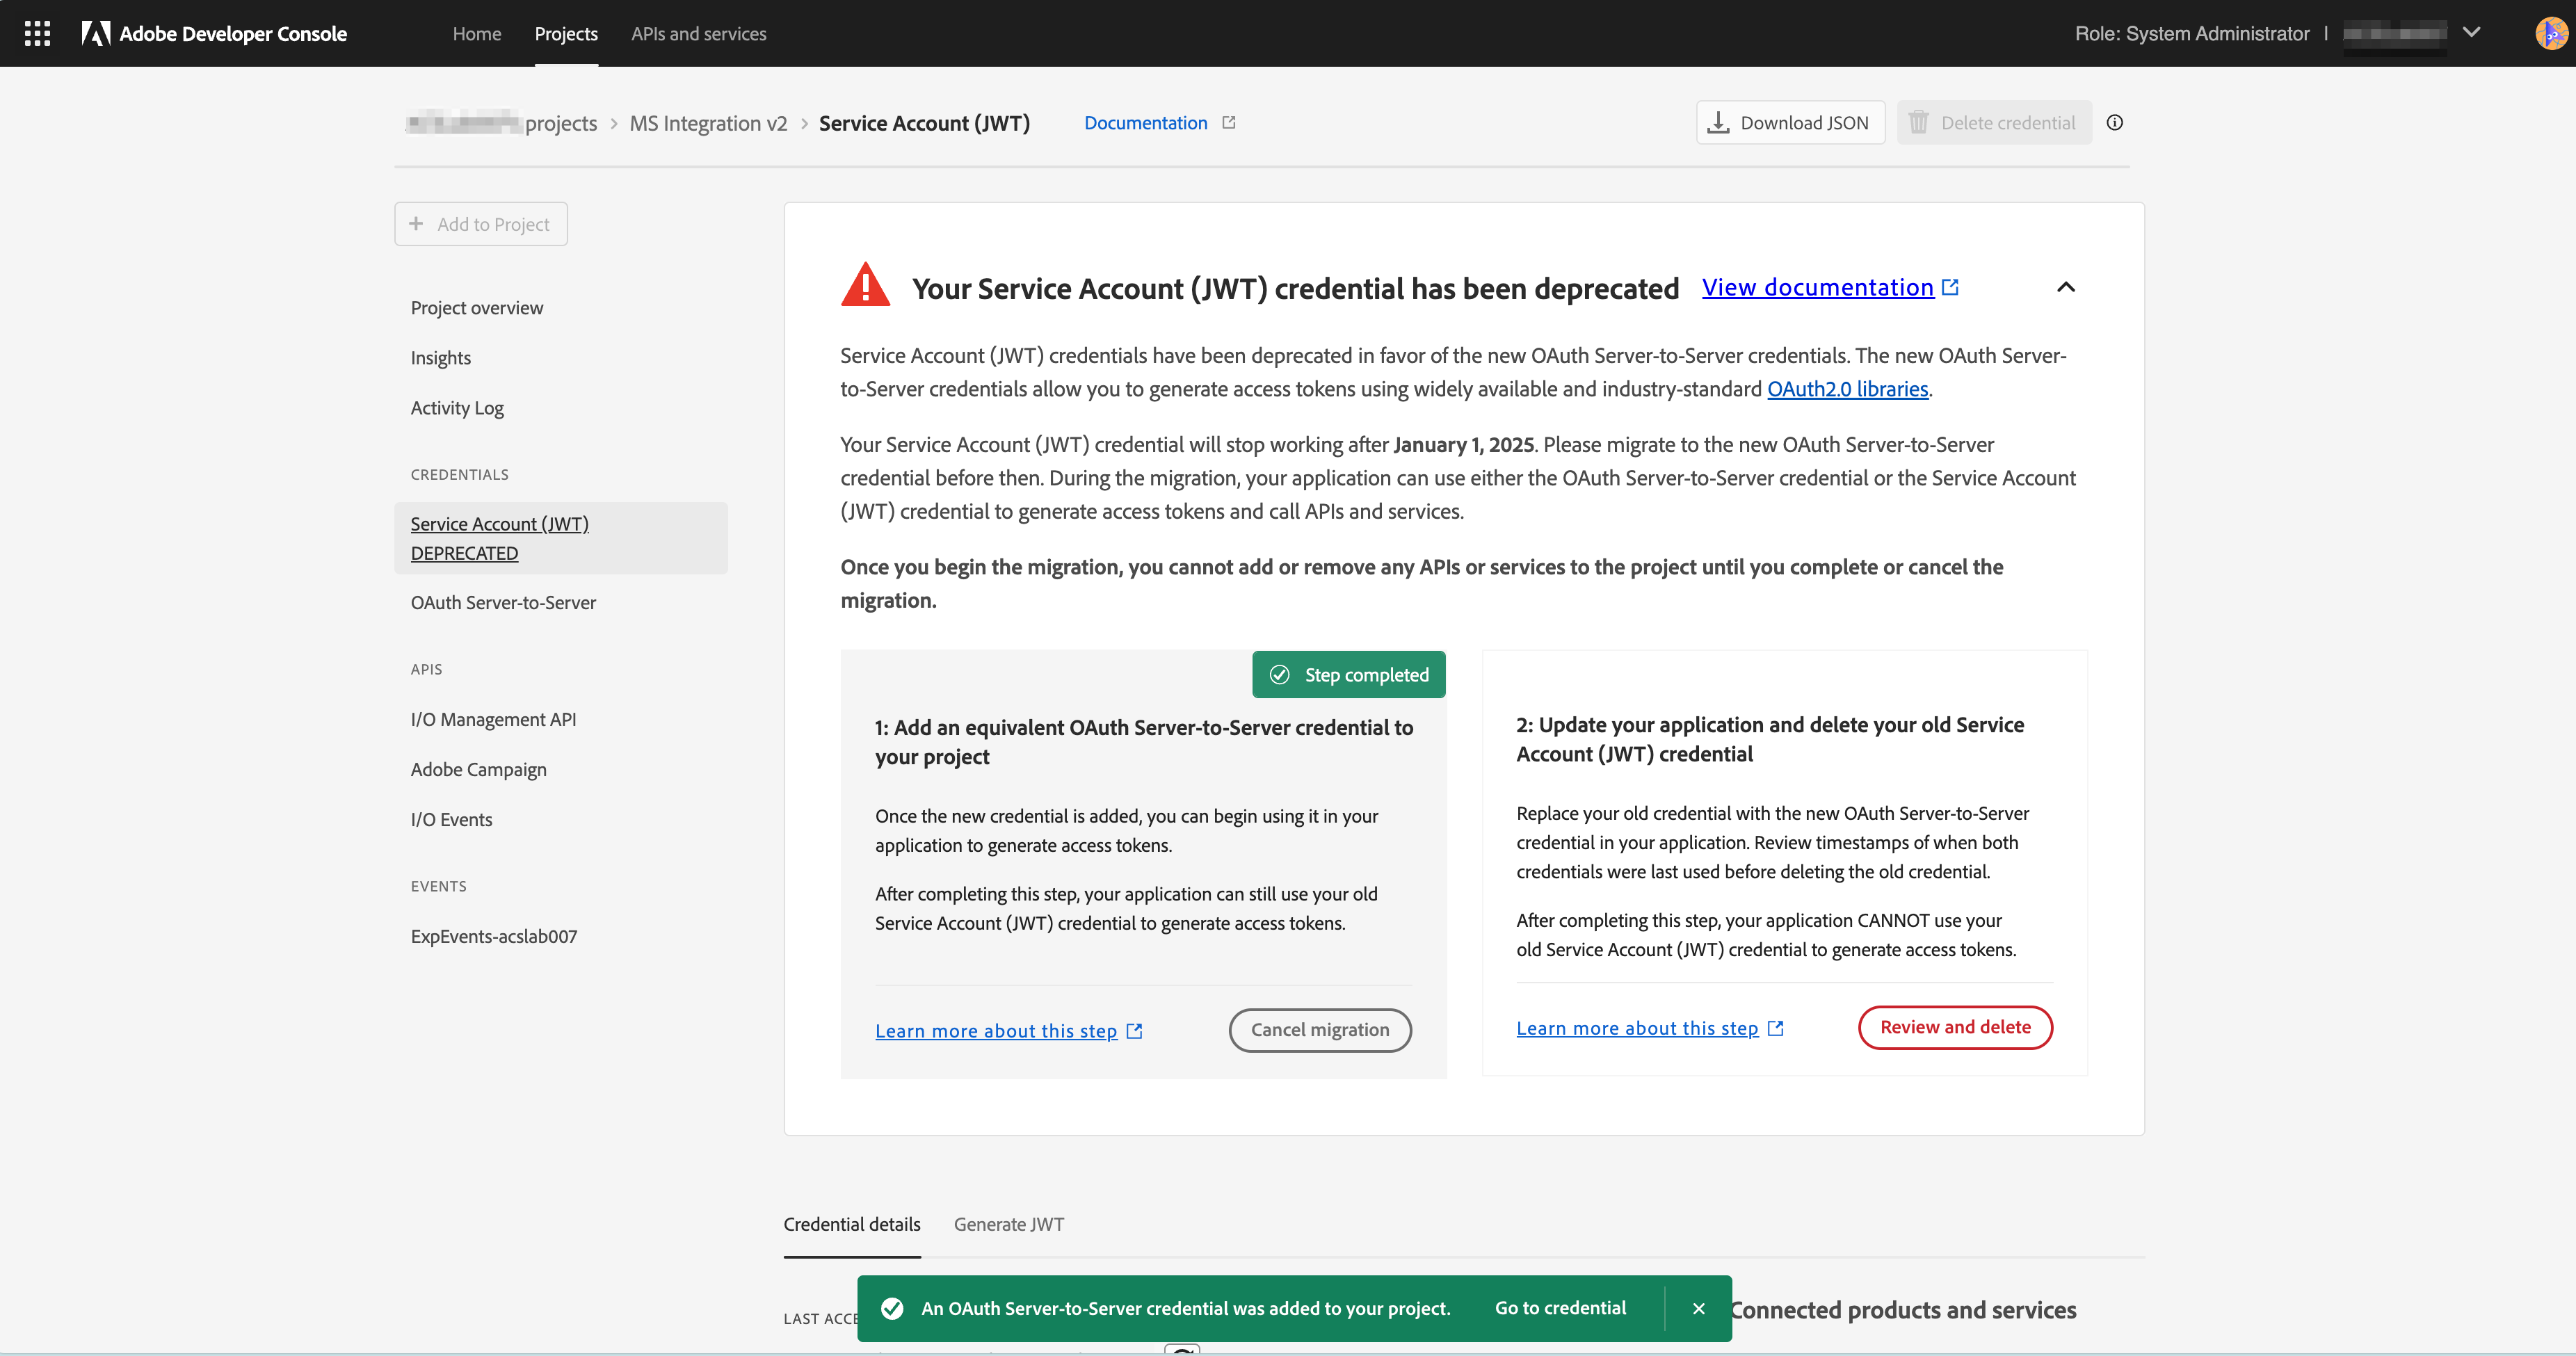 Adobe Developer Console
Home
Projects
APIs and services
Role: System Administrator |
projects > MS Integration v2 > Service Account (JWT)
Documentation
Download JSON
Delete credential
+ Add to Project
Project overview
Insights
Activity Log
CREDENTIALS
Service Account (JWT)
DEPRECATED
OAuth Server-to-Server
APIS
I/O Management API
Adobe Campaign
I/O Events
EVENTS
ExpEvents-acslab007
Your Service Account (JWT) credential has been deprecated
View documentation
Service Account (JWT) credentials have been deprecated in favor of the new OAuth Server-to-Server credentials. The new OAuth Server-
to-Server credentials allow you to generate access tokens using widely available and industry-standard OAuth2.0 libraries.
Your Service Account (JWT) credential will stop working after January 1, 2025. Please migrate to the new OAuth Server-to-Server
credential before then. During the migration, your application can use either the OAuth Server-to-Server credential or the Service Account
(JWT) credential to generate access tokens and call APIs and services.
Once you begin the migration, you cannot add or remove any APIs or services to the project until you complete or cancel the
migration.
Step completed
1: Add an equivalent OAuth Server-to-Server credential to
your project
Once the new credential is added, you can begin using it in your
application to generate access tokens.
After completing this step, your application can still use your old
Service Account (JWT) credential to generate access tokens.
Learn more about this step
Cancel migration
2: Update your application and delete your old Service
Account (JWT) credential
Replace your old credential with the new OAuth Server-to-Server
credential in your application. Review timestamps of when both
credentials were last used before deleting the old credential.
After completing this step, your application CANNOT use your
old Service Account (JWT) credential to generate access tokens.
Learn more about this step
Review and delete
Credential details
Generate JWT
An OAuth Server-to-Server credential was added to your project.
Go to credential
LAST ACCE
Connected products and services